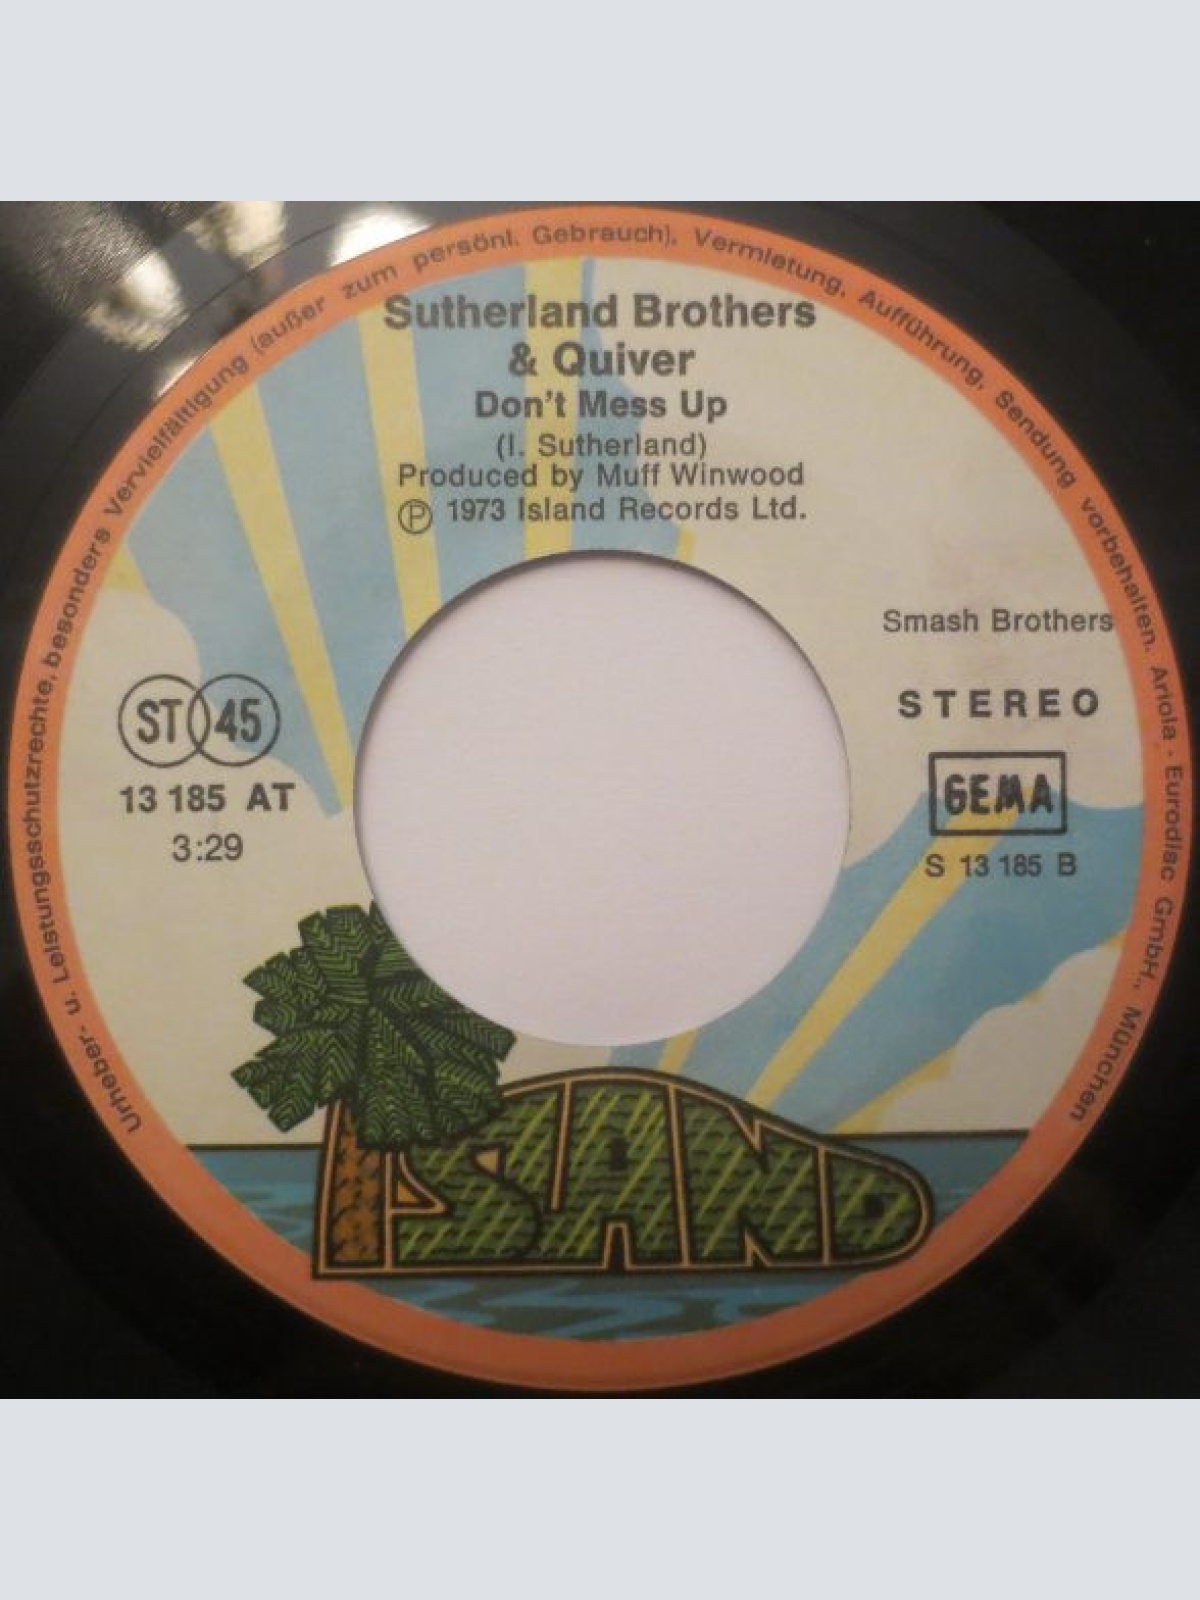 Urheber- u. Leistungsschutzrechte, besonders Vervielfältigung (außer zum persönl. Gebrauch), Vermietung, Aufführung, Sendung vorbehalten. Ariola - Eurodisc GmbH., München
Sutherland Brothers
& Quiver
Don't Mess Up
(I. Sutherland)
Produced by Muff Winwood
℗ 1973 Island Records Ltd.
Smash Brothers
STEREO
GEMA
S 13 185 B
ST 45
13 185 AT
3:29
ISLAND